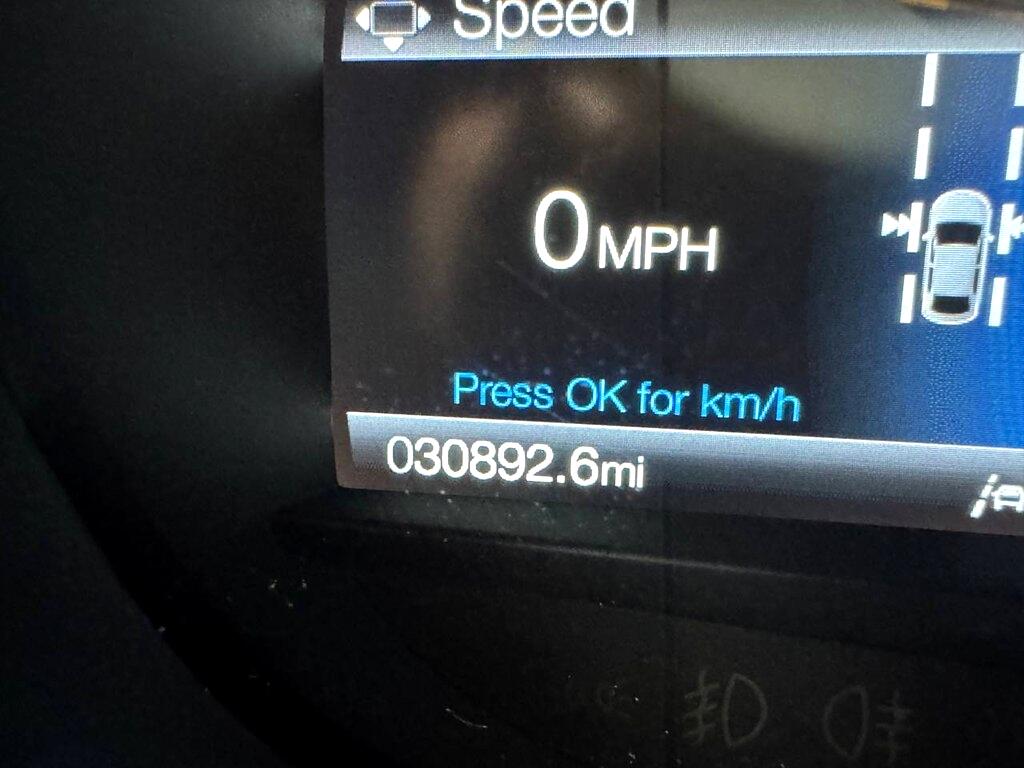 Speed
0 MPH
Press OK for km/h
030892.6mi